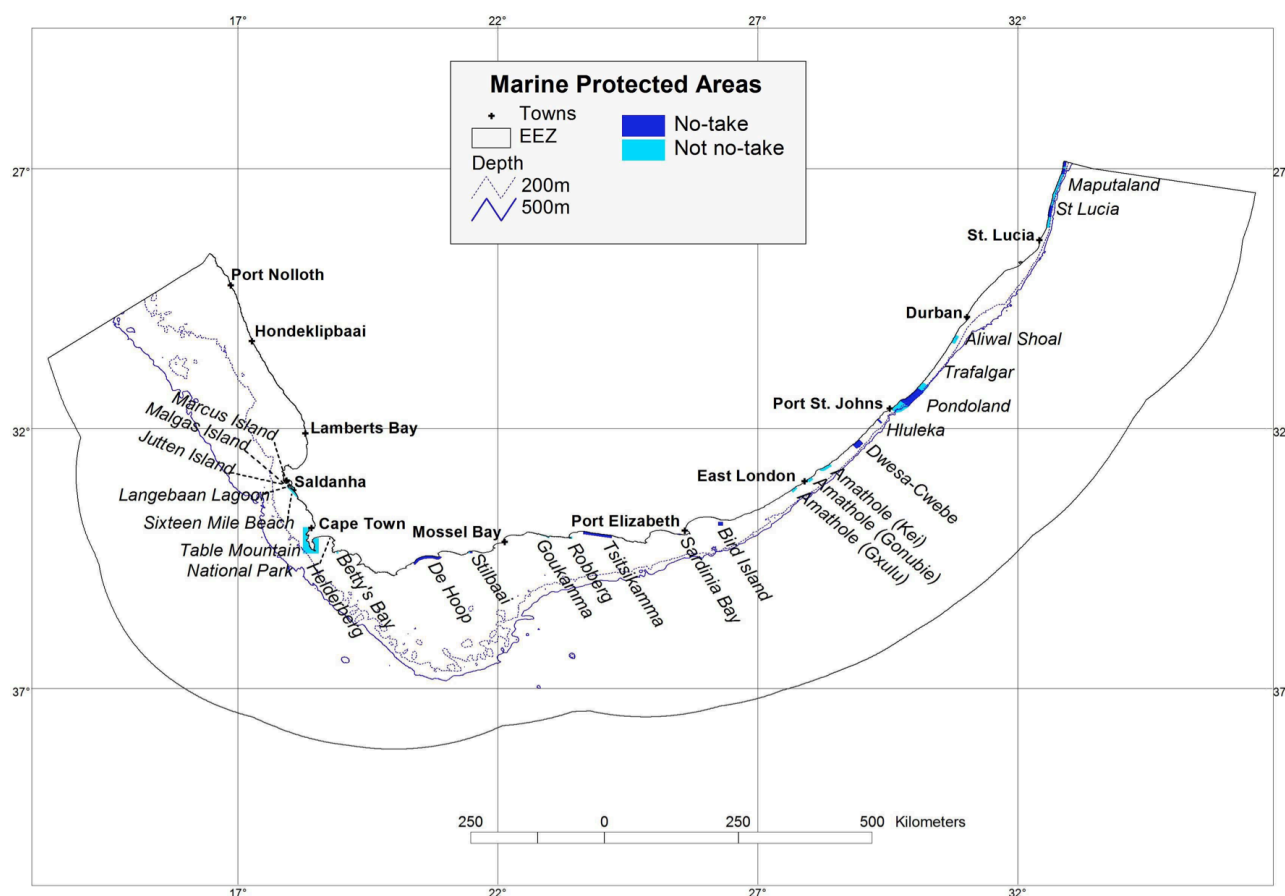 17°
22°
27°
32°
Marine Protected Areas
Towns
EEZ
Depth
200m
500m
No-take
Not no-take
27°
27°
Maputaland
St Lucia
St. Lucia
Port Nolloth
Durban
Hondeklipbaai
Aliwal Shoal
Trafalgar
Port St. Johns
Pondoland
Marcus Island
Malgas Island
Jutten Island
Lamberts Bay
32°
32°
Hluleka
Dwesa-Cwebe
Saldanha
East London
Langebaan Lagoon
Amathole (Kei)
Amathole (Gonubie)
Amathole (Gxulu)
Sixteen Mile Beach
Cape Town
Mossel Bay
Port Elizabeth
Table Mountain
National Park
Helderberg
Betty's Bay
De Hoop
Stilbaai
Goukamma
Robberg
Tsitsikamma
Sardinia Bay
Bird Island
37°
37°
250
0
250
500
Kilometers
17°
22°
27°
32°